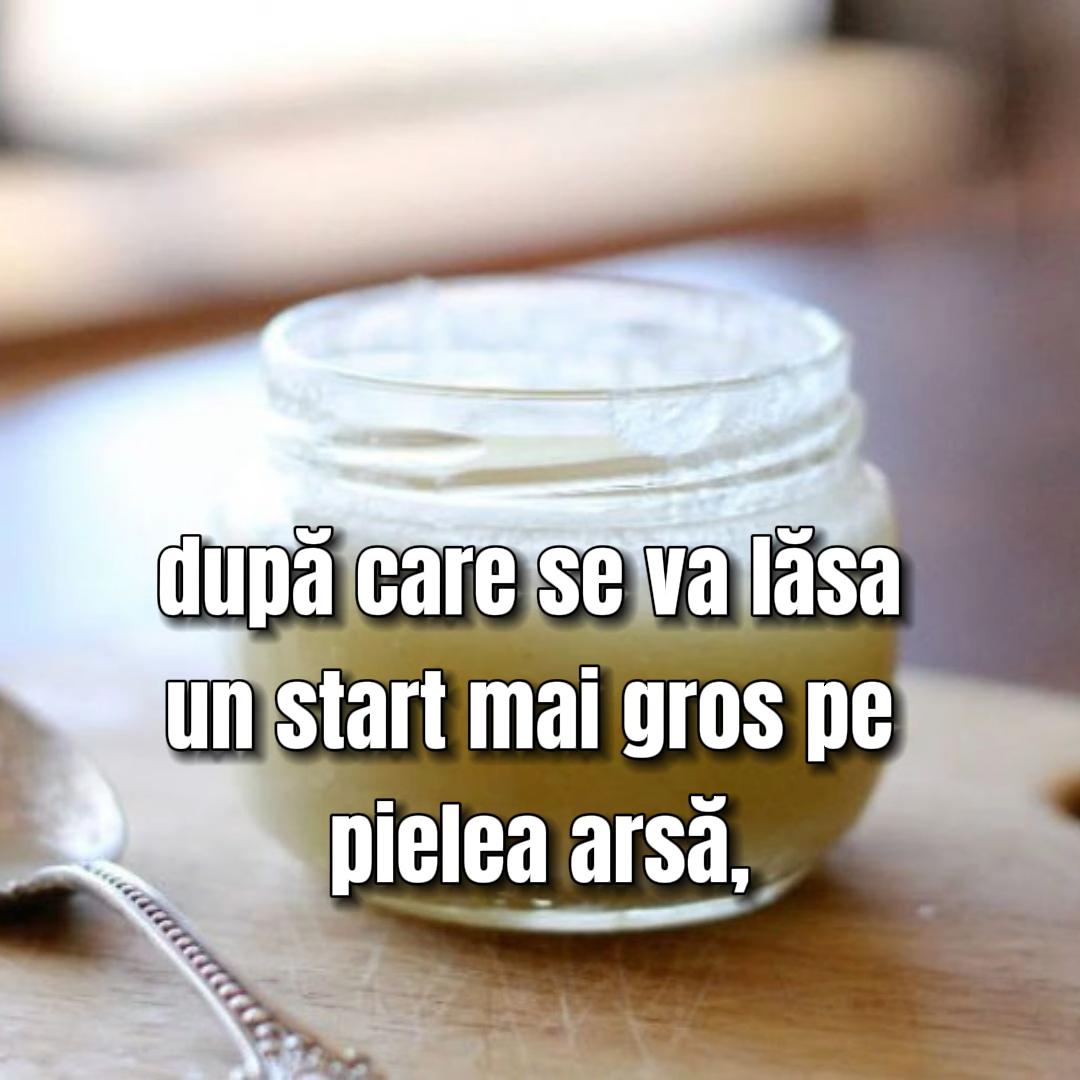 după care se va lăsa
un start mai gros pe
pielea arsă,